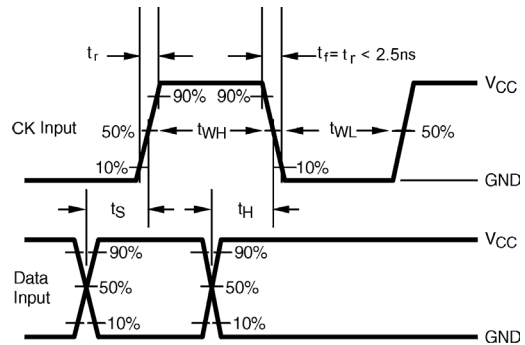 tr tf= tr < 2.5ns
VCC
90% 90%
CK Input 50% tWH tWL 50%
10% 10%
GND
tS tH
VCC
90% 90%
Data Input 50% 50%
10% 10%
GND